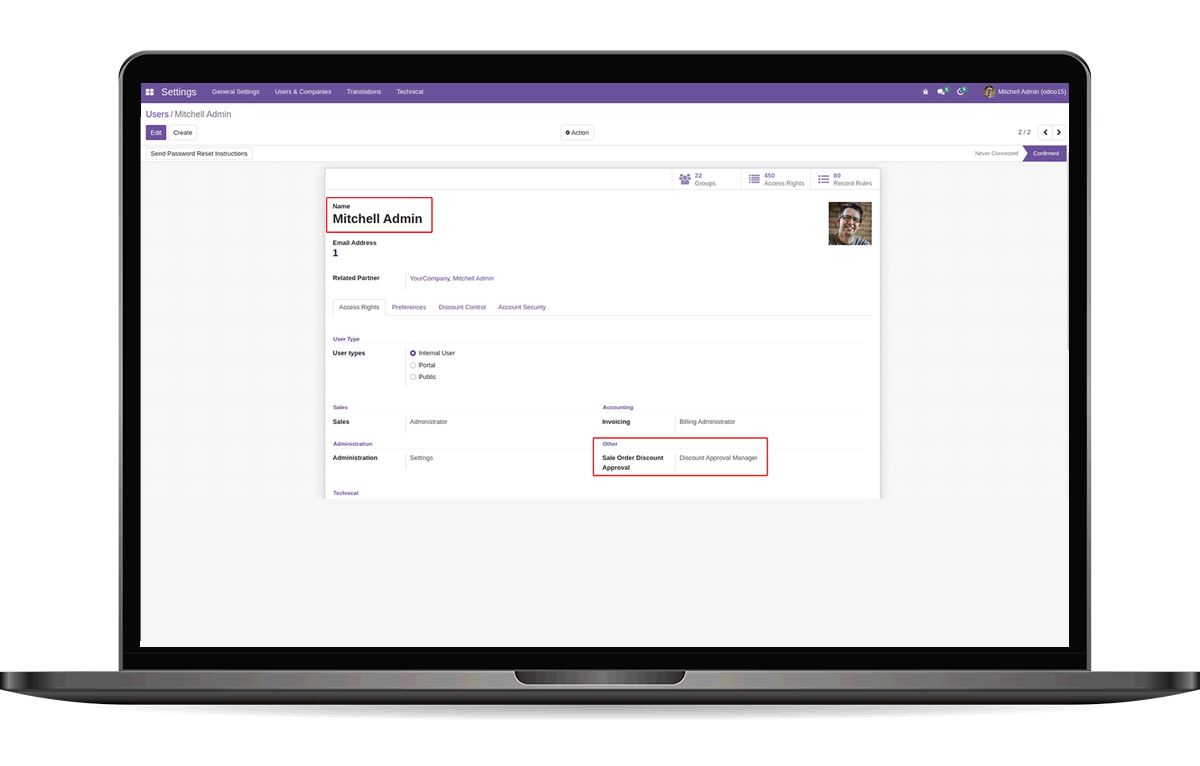 Settings General Settings Users & Companies Translations Technical Mitchell Admin (odoo15)
Users / Mitchell Admin
Edit Create Action 2 / 2
Send Password Reset Instructions Never Connected Confirmed
22 Groups
450 Access Rights
60 Record Rules
Name
Mitchell Admin
Email Address
1
Related Partner YourCompany, Mitchell Admin
Access Rights Preferences Discount Control Account Security
User Type
User types Internal User
Portal
Public
Sales Accounting
Sales Administrator Invoicing Billing Administrator
Administration Other
Administration Settings Sale Order Discount Discount Approval Manager
Approval
Technical